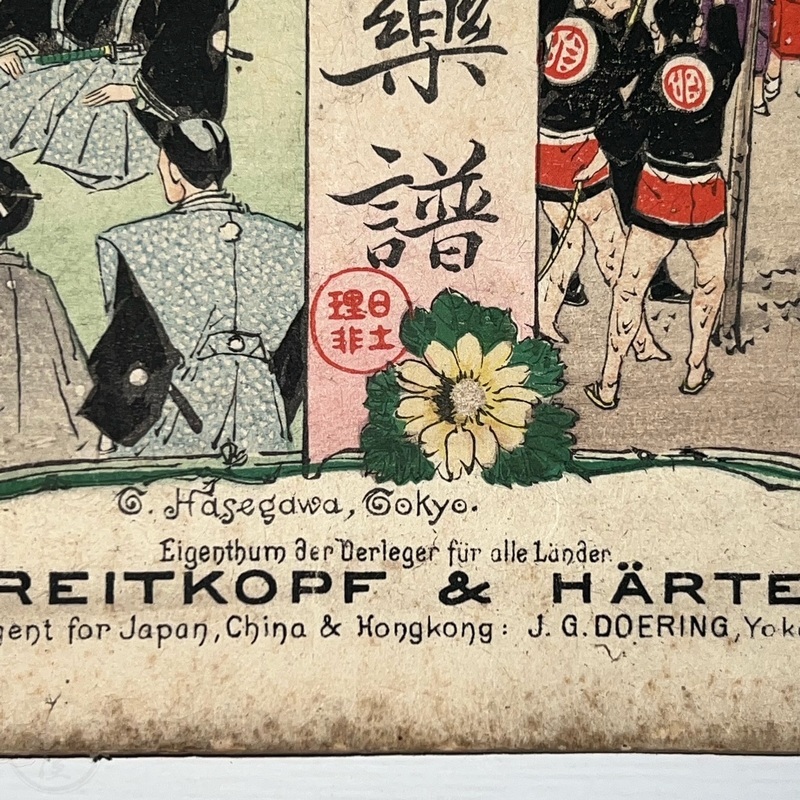 樂
譜
日土
理非
T. Hasegawa, Tokyo.
Eigenthum der Verleger für alle Länder.
REITKOPF & HÄRTE
gent for Japan, China & Hongkong: J. G. DOERING, Yoko